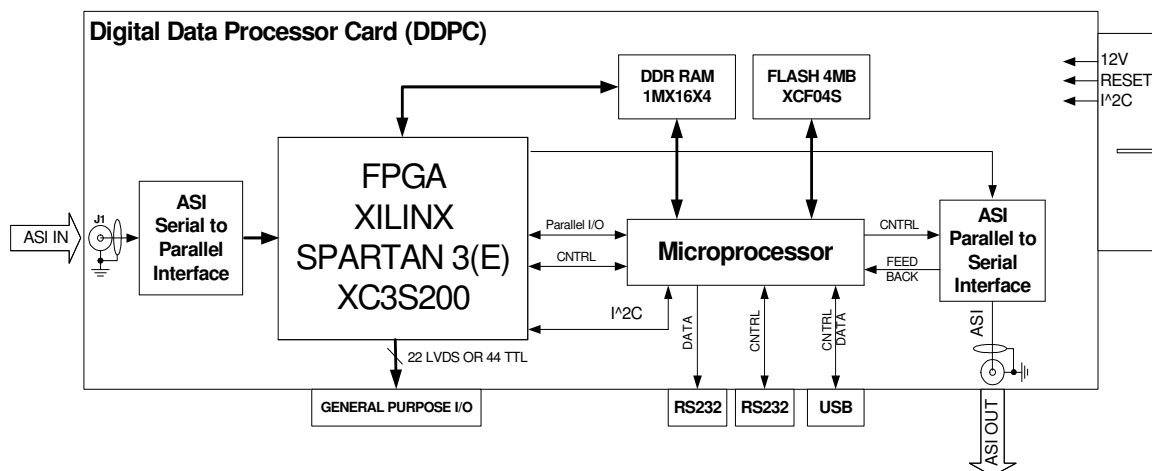 Digital Data Processor Card (DDPC)
12V
RESET
I^2C
DDR RAM
1MX16X4
FLASH 4MB
XCF04S
FPGA
XILINX
SPARTAN 3(E)
XC3S200
ASI IN
J1
ASI
Serial to
Parallel
Interface
Parallel I/O
CNTRL
I^2C
Microprocessor
CNTRL
FEED
BACK
ASI
Parallel to
Serial
Interface
DATA
CNTRL
CNTRL
DATA
ASI
22 LVDS OR 44 TTL
GENERAL PURPOSE I/O
RS232
RS232
USB
ASI OUT